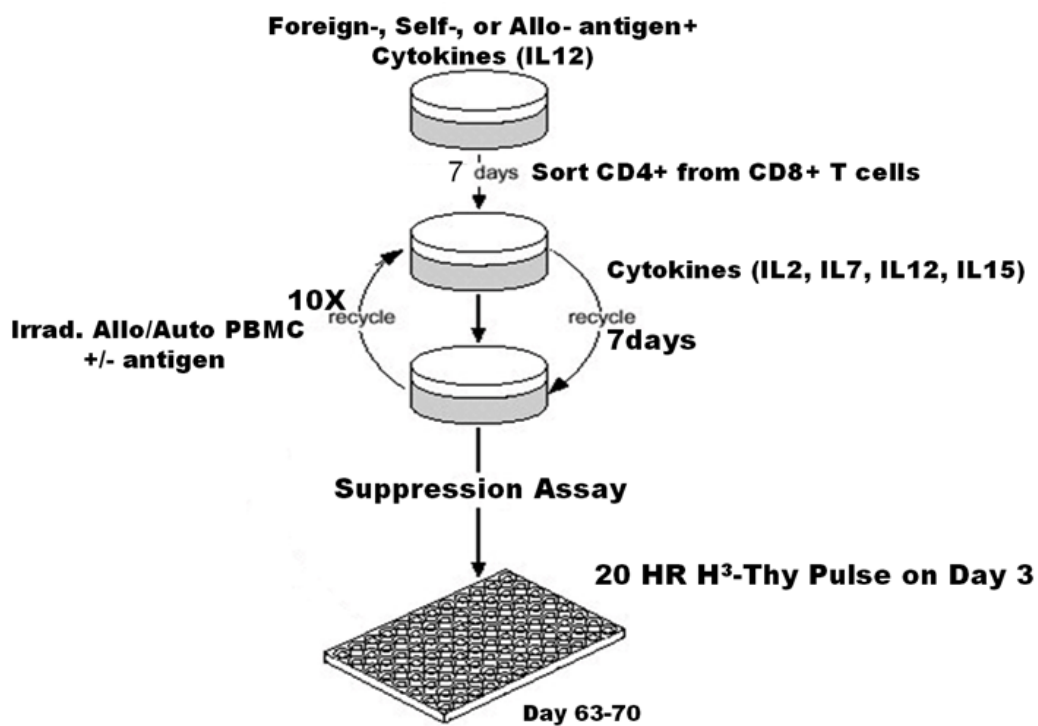 Foreign-, Self-, or Allo- antigen+
Cytokines (IL12)
7 days
Sort CD4+ from CD8+ T cells
Cytokines (IL2, IL7, IL12, IL15)
10X
recycle
recycle
7days
Irrad. Allo/Auto PBMC
+/- antigen
Suppression Assay
20 HR H³-Thy Pulse on Day 3
Day 63-70